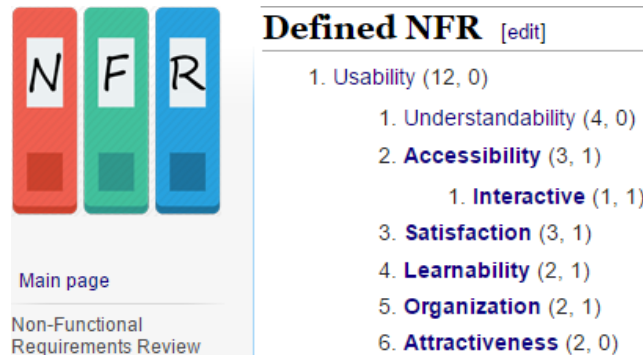 N F R
Main page
Non-Functional
Requirements Review
Defined NFR [edit]
1. Usability (12, 0)
1. Understandability (4, 0)
2. Accessibility (3, 1)
1. Interactive (1, 1)
3. Satisfaction (3, 1)
4. Learnability (2, 1)
5. Organization (2, 1)
6. Attractiveness (2, 0)